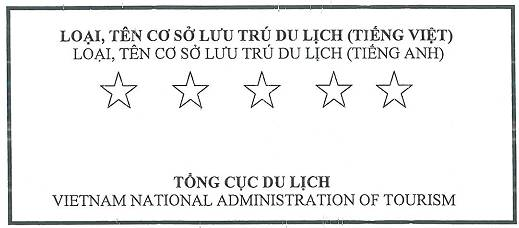 LOẠI, TÊN CƠ SỞ LƯU TRÚ DU LỊCH (TIẾNG VIỆT)
LOẠI, TÊN CƠ SỞ LƯU TRÚ DU LỊCH (TIẾNG ANH)
TỔNG CỤC DU LỊCH
VIETNAM NATIONAL ADMINISTRATION OF TOURISM